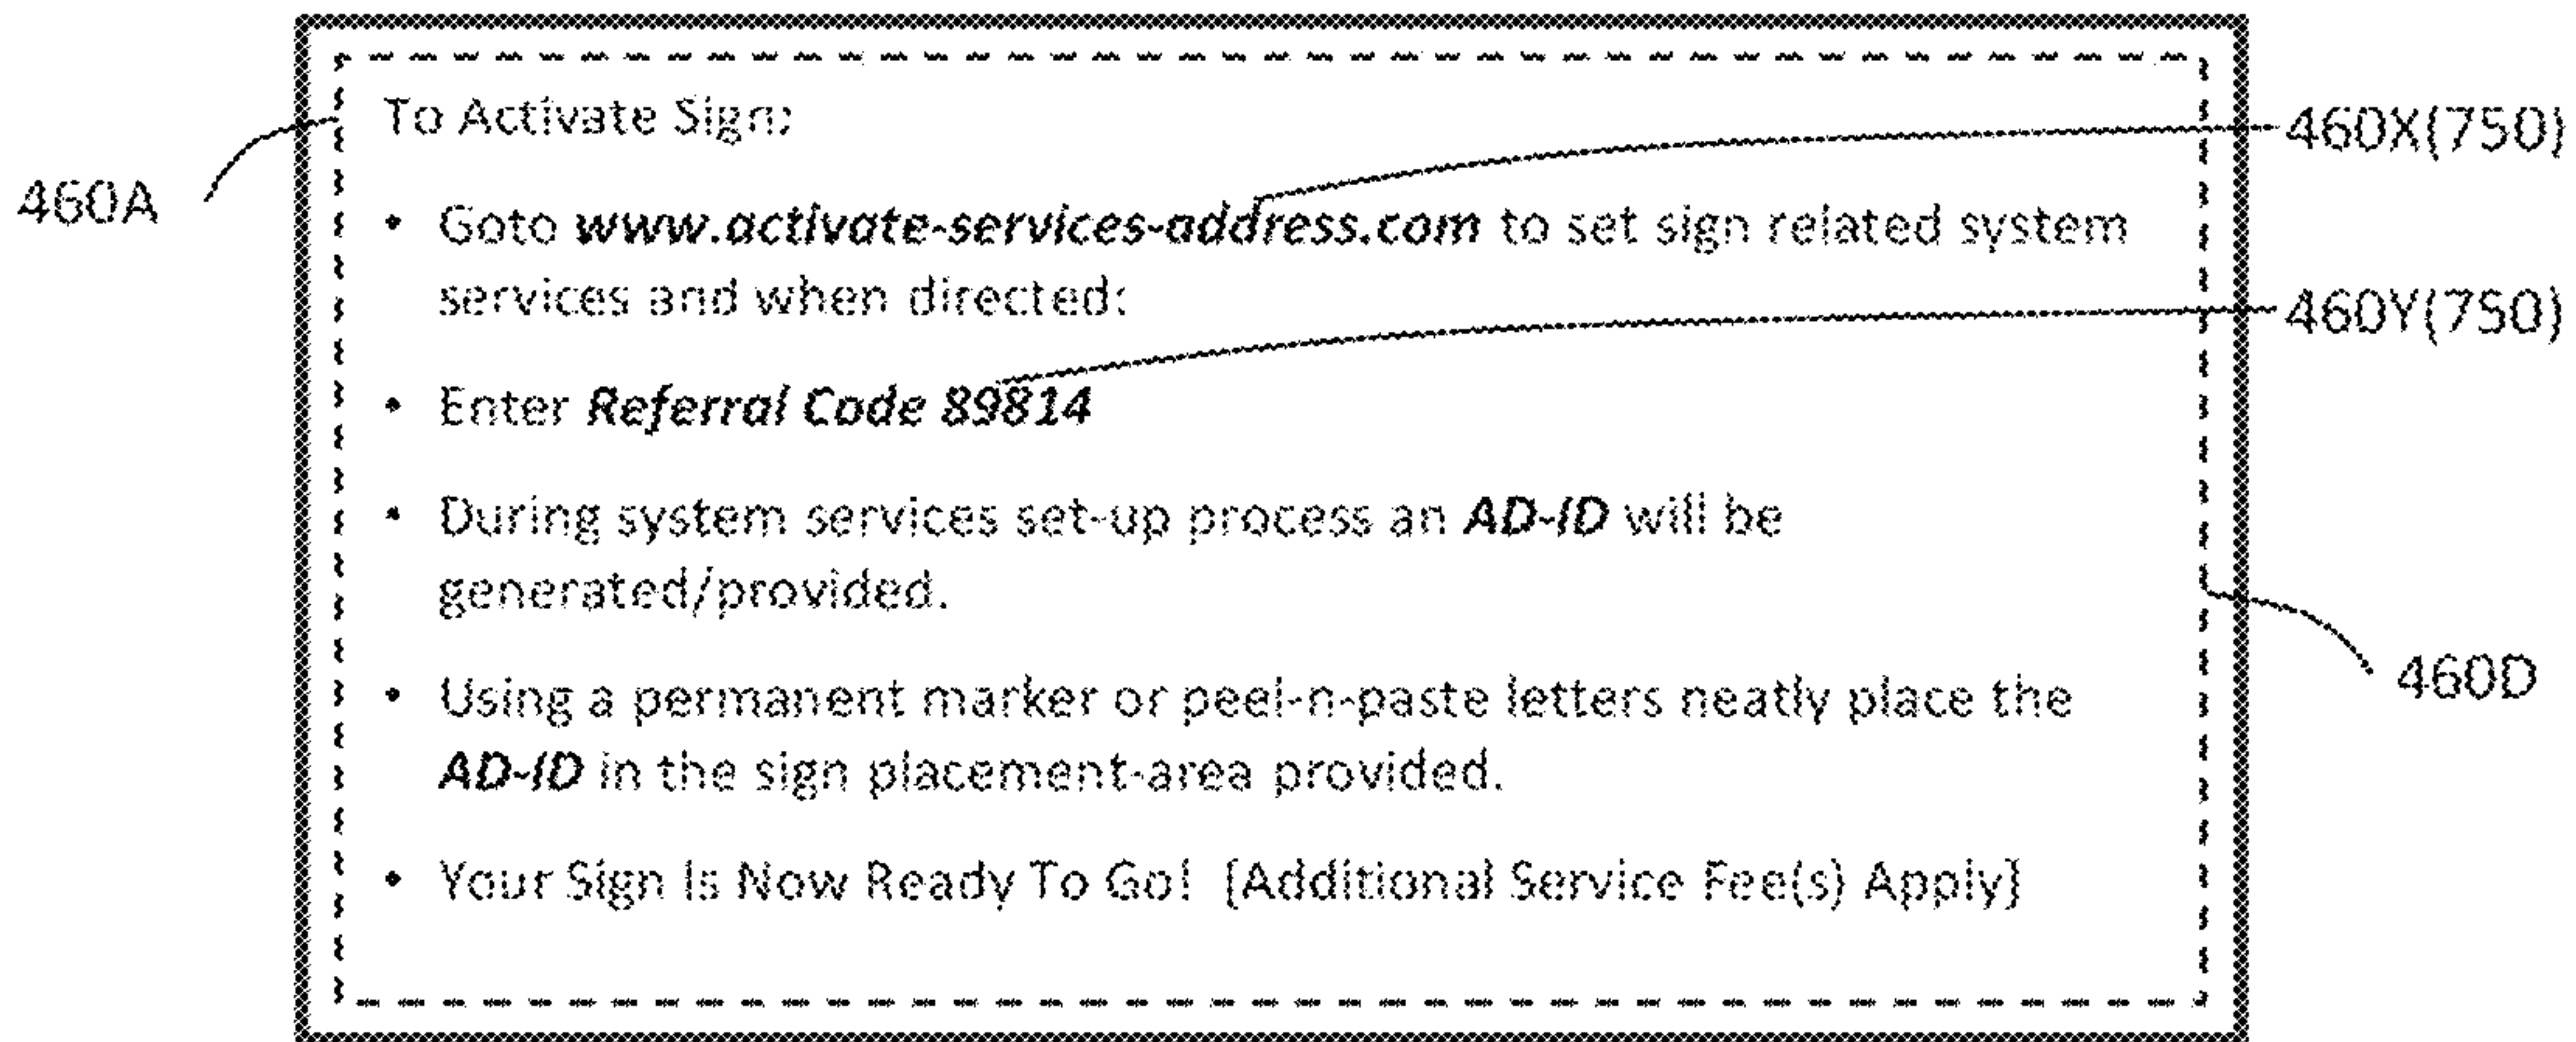 To Activate Sign:
460X(750)
460A
• Goto www.activate-services-address.com to set sign related system
services and when directed:
460Y(750)
• Enter Referral Code 89814
• During system services set-up process an AD-ID will be
generated/provided.
460D
• Using a permanent marker or peel-n-paste letters neatly place the
AD-ID in the sign placement-area provided.
• Your Sign Is Now Ready To Go! [Additional Service Fee(s) Apply]